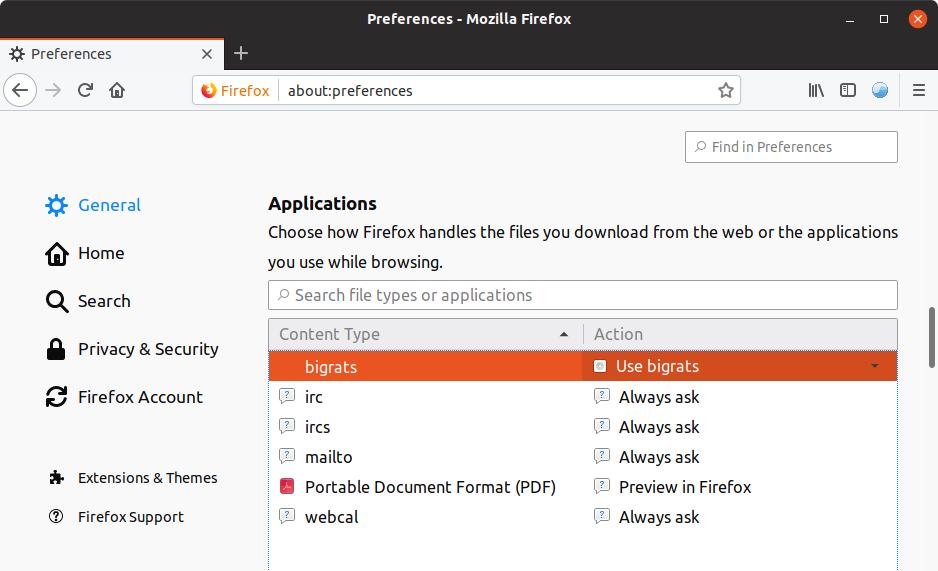 Preferences - Mozilla Firefox
Preferences
Firefox
about:preferences
Find in Preferences
General
Home
Search
Privacy & Security
Firefox Account
Extensions & Themes
Firefox Support
Applications
Choose how Firefox handles the files you download from the web or the applications
you use while browsing.
Search file types or applications
Content Type Action
bigrats Use bigrats
irc Always ask
ircs Always ask
mailto Always ask
Portable Document Format (PDF) Preview in Firefox
webcal Always ask